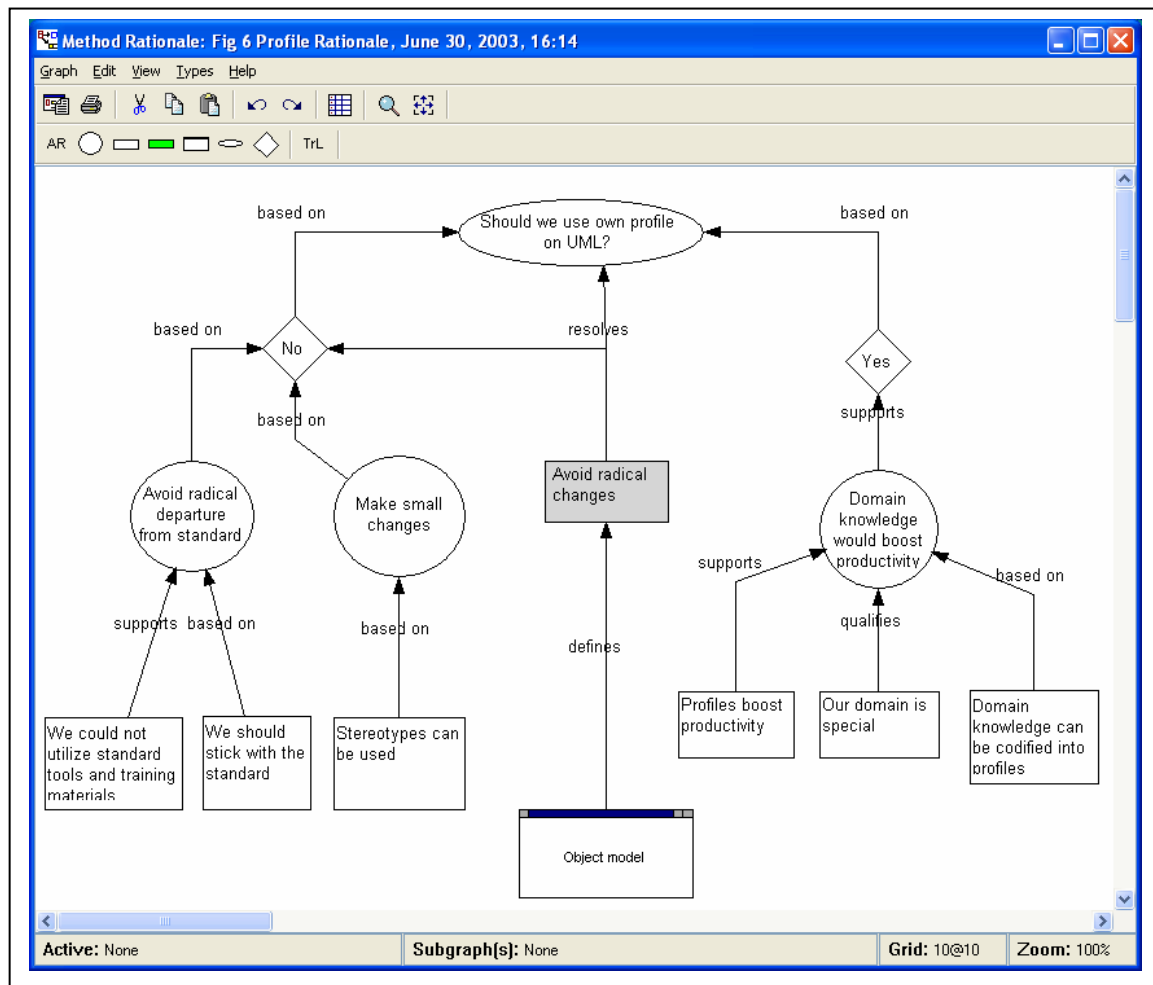 Method Rationale: Fig 6 Profile Rationale, June 30, 2003, 16:14
Graph Edit View Types Help
AR TrL
based on
Should we use own profile
on UML?
based on
based on
No
resolves
Yes
based on
supports
Avoid radical
departure
from standard
Make small
changes
Avoid radical
changes
Domain
knowledge
would boost
productivity
supports
based on
supports based on
based on
qualifies
defines
We could not
utilize standard
tools and training
materials
We should
stick with the
standard
Stereotypes can
be used
Profiles boost
productivity
Our domain is
special
Domain
knowledge can
be codified into
profiles
Object model
Active: None Subgraph(s): None Grid: 10@10 Zoom: 100%